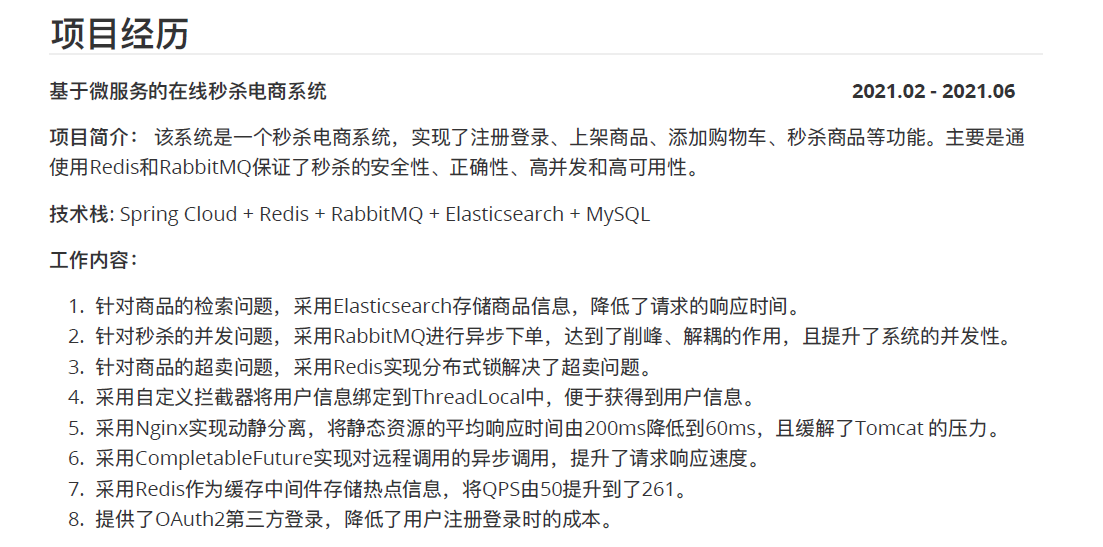 项目经历
基于微服务的在线秒杀电商系统 2021.02 - 2021.06
项目简介： 该系统是一个秒杀电商系统，实现了注册登录、上架商品、添加购物车、秒杀商品等功能。主要是通
使用Redis和RabbitMQ保证了秒杀的安全性、正确性、高并发和高可用性。
技术栈: Spring Cloud + Redis + RabbitMQ + Elasticsearch + MySQL
工作内容：
1. 针对商品的检索问题，采用Elasticsearch存储商品信息，降低了请求的响应时间。
2. 针对秒杀的并发问题，采用RabbitMQ进行异步下单，达到了削峰、解耦的作用，且提升了系统的并发性。
3. 针对商品的超卖问题，采用Redis实现分布式锁解决了超卖问题。
4. 采用自定义拦截器将用户信息绑定到ThreadLocal中，便于获得到用户信息。
5. 采用Nginx实现动静分离，将静态资源的平均响应时间由200ms降低到60ms，且缓解了Tomcat 的压力。
6. 采用CompletableFuture实现对远程调用的异步调用，提升了请求响应速度。
7. 采用Redis作为缓存中间件存储热点信息，将QPS由50提升到了261。
8. 提供了OAuth2第三方登录，降低了用户注册登录时的成本。